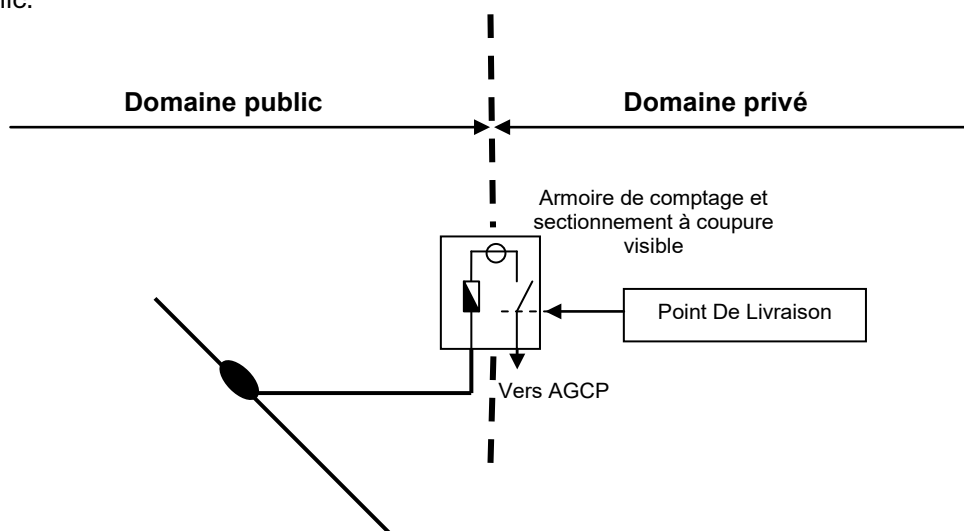 Domaine public
Domaine privé
Armoire de comptage et
sectionnement à coupure
visible
Point De Livraison
Vers AGCP